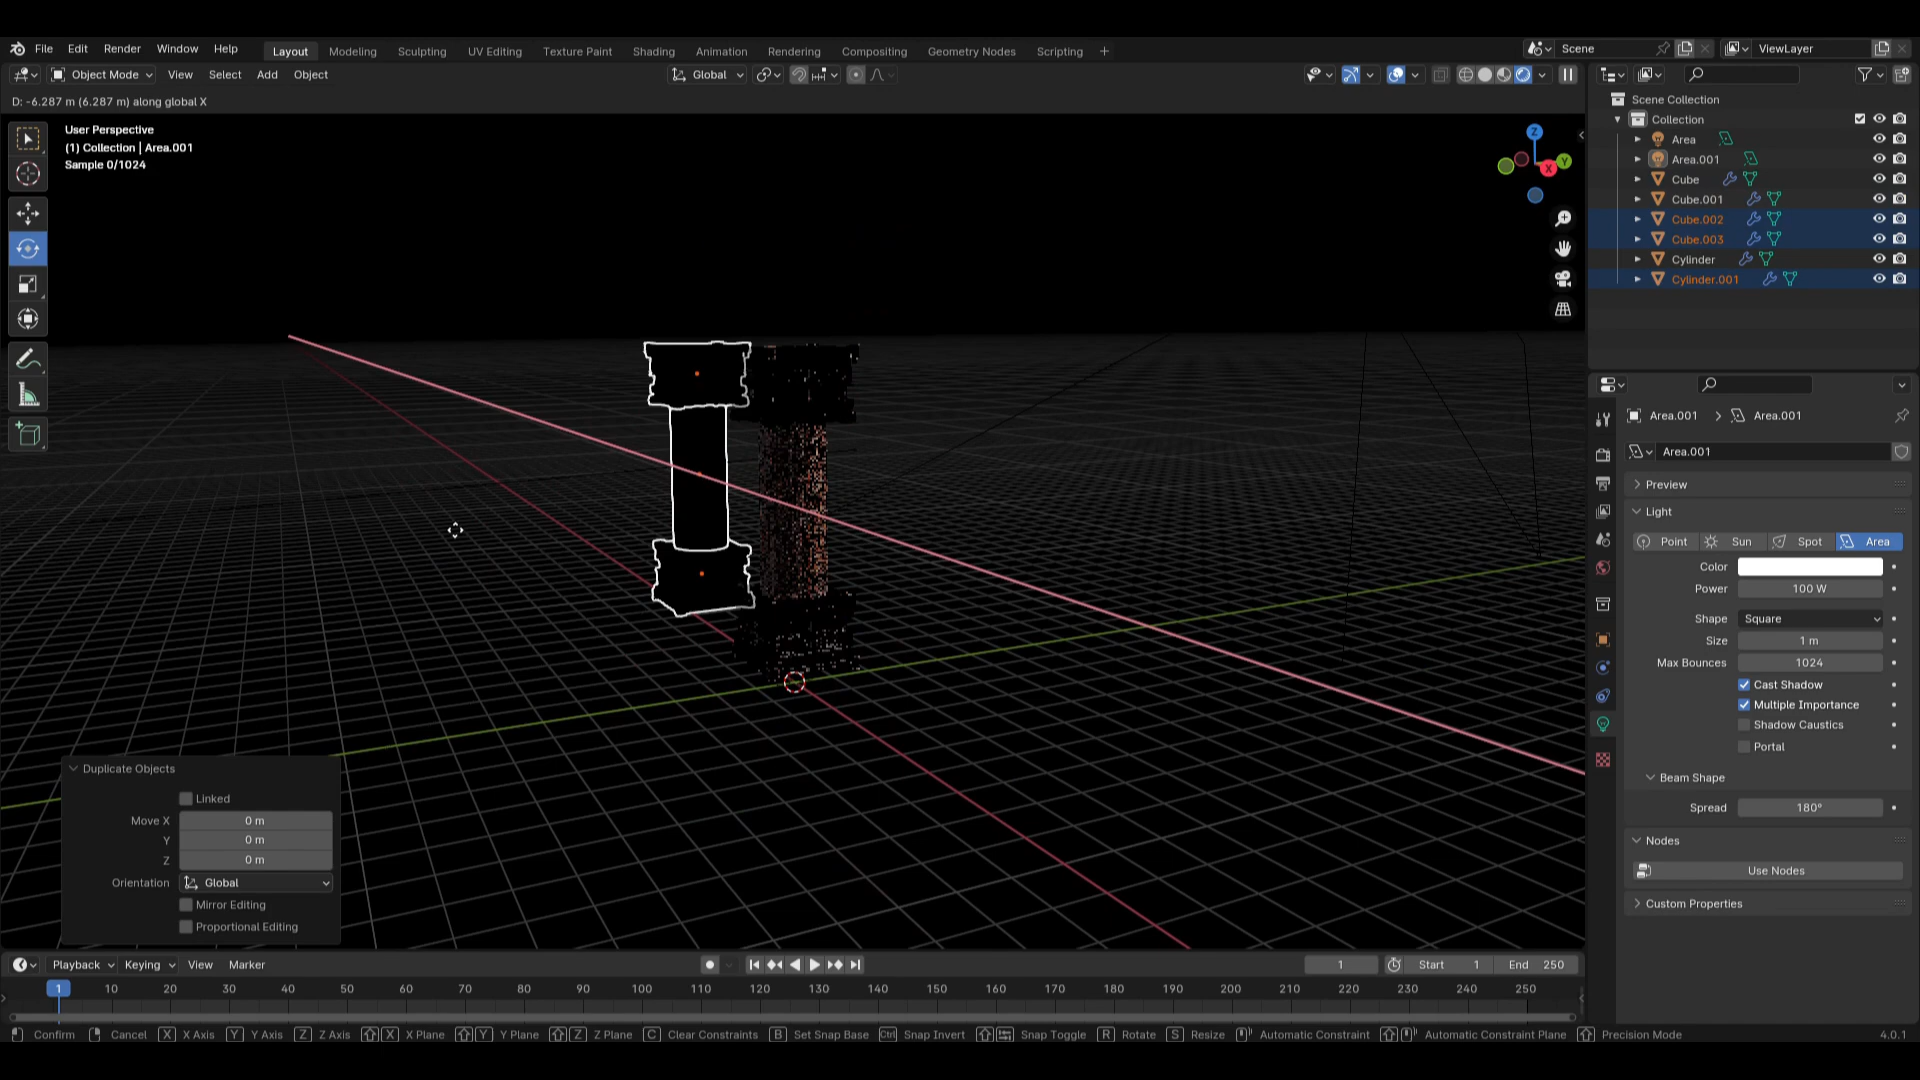 File Edit Render Window Help Layout Modeling Sculpting UV Editing Texture Paint Shading Animation Rendering Compositing Geometry Nodes Scripting + Scene ViewLayer
Object Mode View Select Add Object Global
D: -6.287 m (6.287 m) along global X
User Perspective
(1) Collection | Area.001
Sample 0/1024
Z
Y
X
Scene Collection
Collection
Area
Area.001
Cube
Cube.001
Cube.002
Cube.003
Cylinder
Cylinder.001
Area.001 > Area.001
Area.001
Preview
Light
Point Sun Spot Area
Color
Power 100 W
Shape Square
Size 1 m
Max Bounces 1024
Cast Shadow
Multiple Importance
Shadow Caustics
Portal
Beam Shape
Spread 180°
Nodes
Use Nodes
Custom Properties
Duplicate Objects
Linked
Move X 0 m
Y 0 m
Z 0 m
Orientation Global
Mirror Editing
Proportional Editing
Playback Keying View Marker 1 Start 1 End 250
1 10 20 30 40 50 60 70 80 90 100 110 120 130 140 150 160 170 180 190 200 210 220 230 240 250
Confirm Cancel X X Axis Y Y Axis Z Z Axis X X Plane Y Y Plane Z Z Plane C Clear Constraints B Set Snap Base Ctrl Snap Invert Snap Toggle R Rotate S Resize Automatic Constraint Automatic Constraint Plane Precision Mode 4.0.1